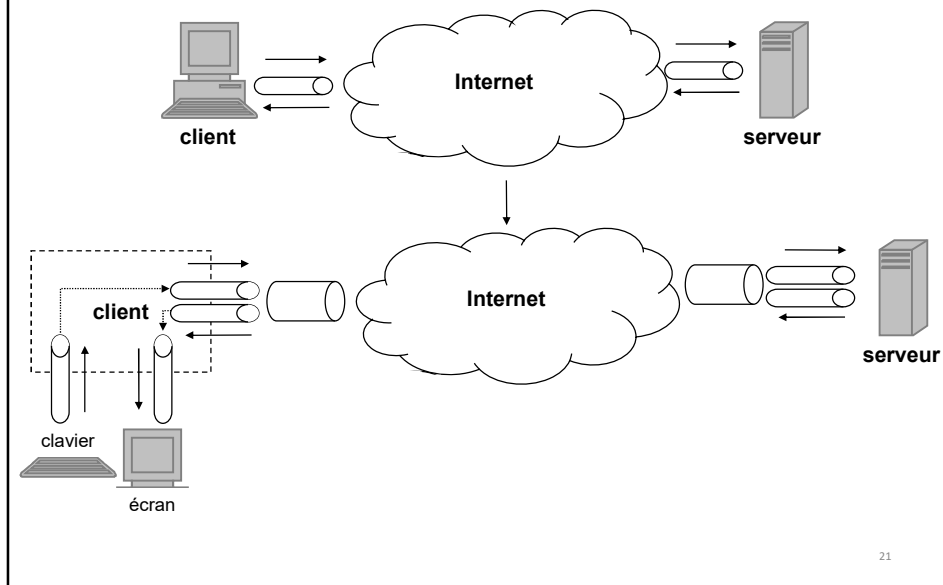 Internet
client
serveur
client
Internet
serveur
clavier
écran
21